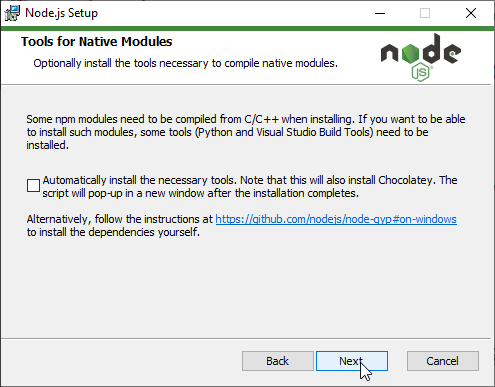 Node.js Setup
Tools for Native Modules
Optionally install the tools necessary to compile native modules.
node
JS
Some npm modules need to be compiled from C/C++ when installing. If you want to be able
to install such modules, some tools (Python and Visual Studio Build Tools) need to be
installed.
Automatically install the necessary tools. Note that this will also install Chocolatey. The
script will pop-up in a new window after the installation completes.
Alternatively, follow the instructions at https://github.com/nodejs/node-gyp#on-windows
to install the dependencies yourself.
Back Next Cancel